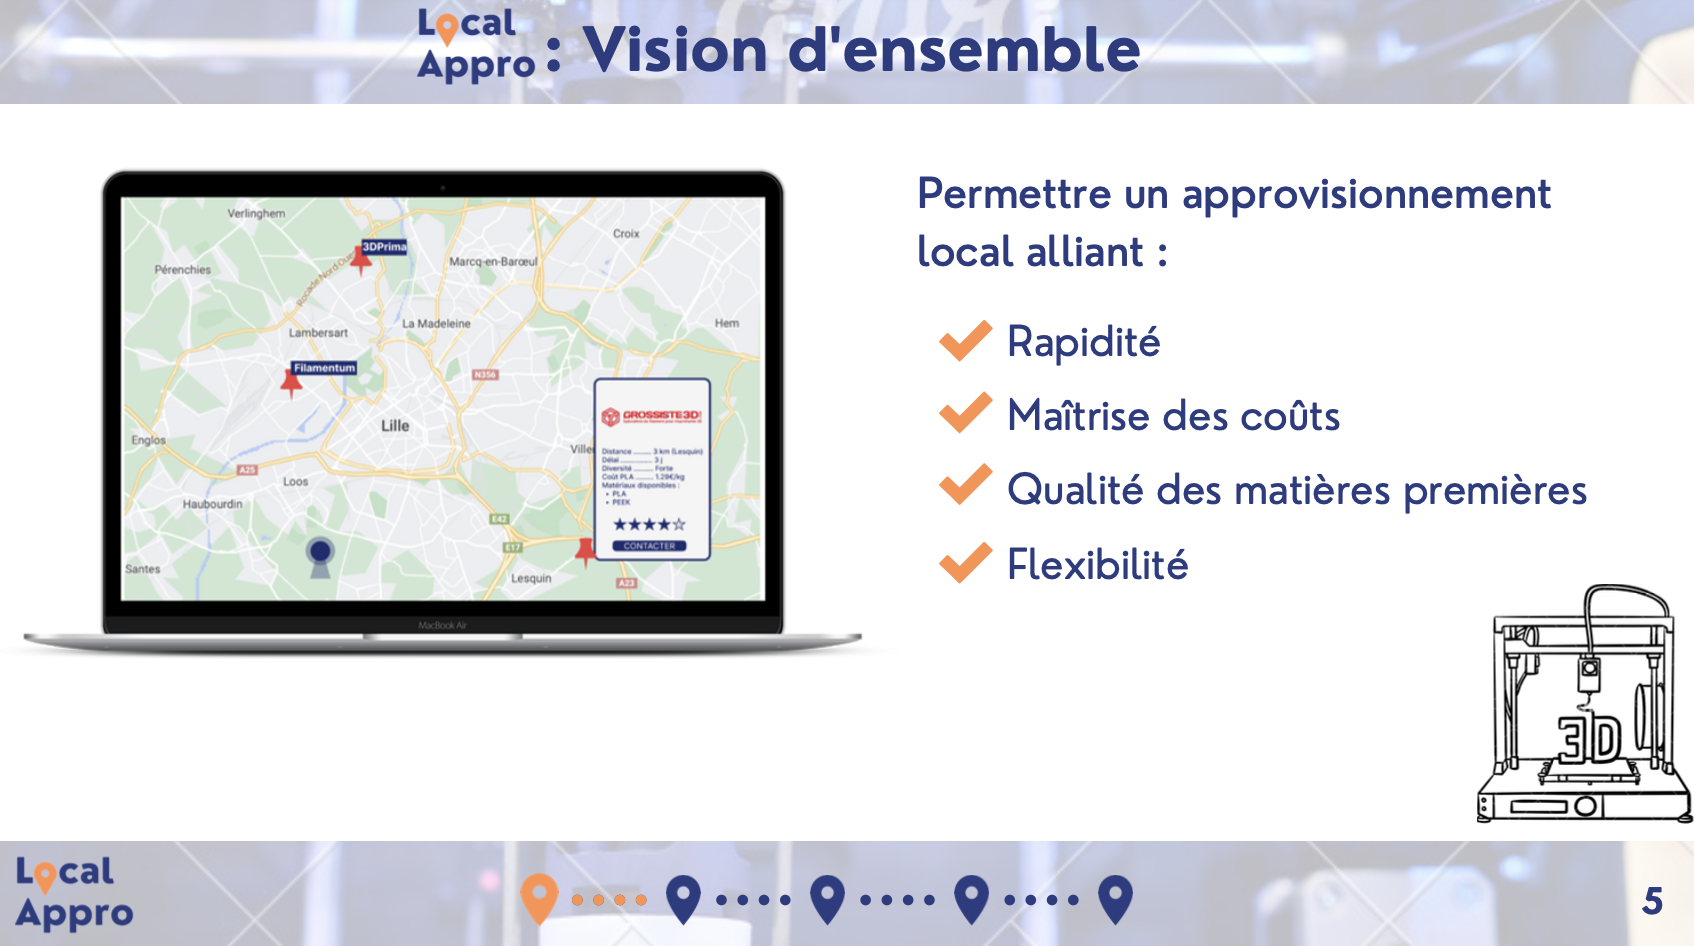 Local
Appro : Vision d'ensemble
Verlinghem
3DPrima
Croix
Rocade Nord-Oue
Marcq-en-Barœul
Pérenchies
Lambersart
La Madeleine
Hem
Filamentum
N356
Lille
GROSSISTE3D!
Englos
Ville
A25
Loos
Haubourdin
Distance ........ 3 km (Lesquin)
Délai .............. 3 j
Diversité ........ Forte
Coût PLA ....... 1.29€/kg
Matériaux disponibles :
• PLA
• PEEK
★★★★☆
CONTACTER
E42
E17
Santes
Lesquin
A23
MacBook Air
Permettre un approvisionnement
local alliant :
Rapidité
Maîtrise des coûts
Qualité des matières premières
Flexibilité
3D
Local
Appro
5